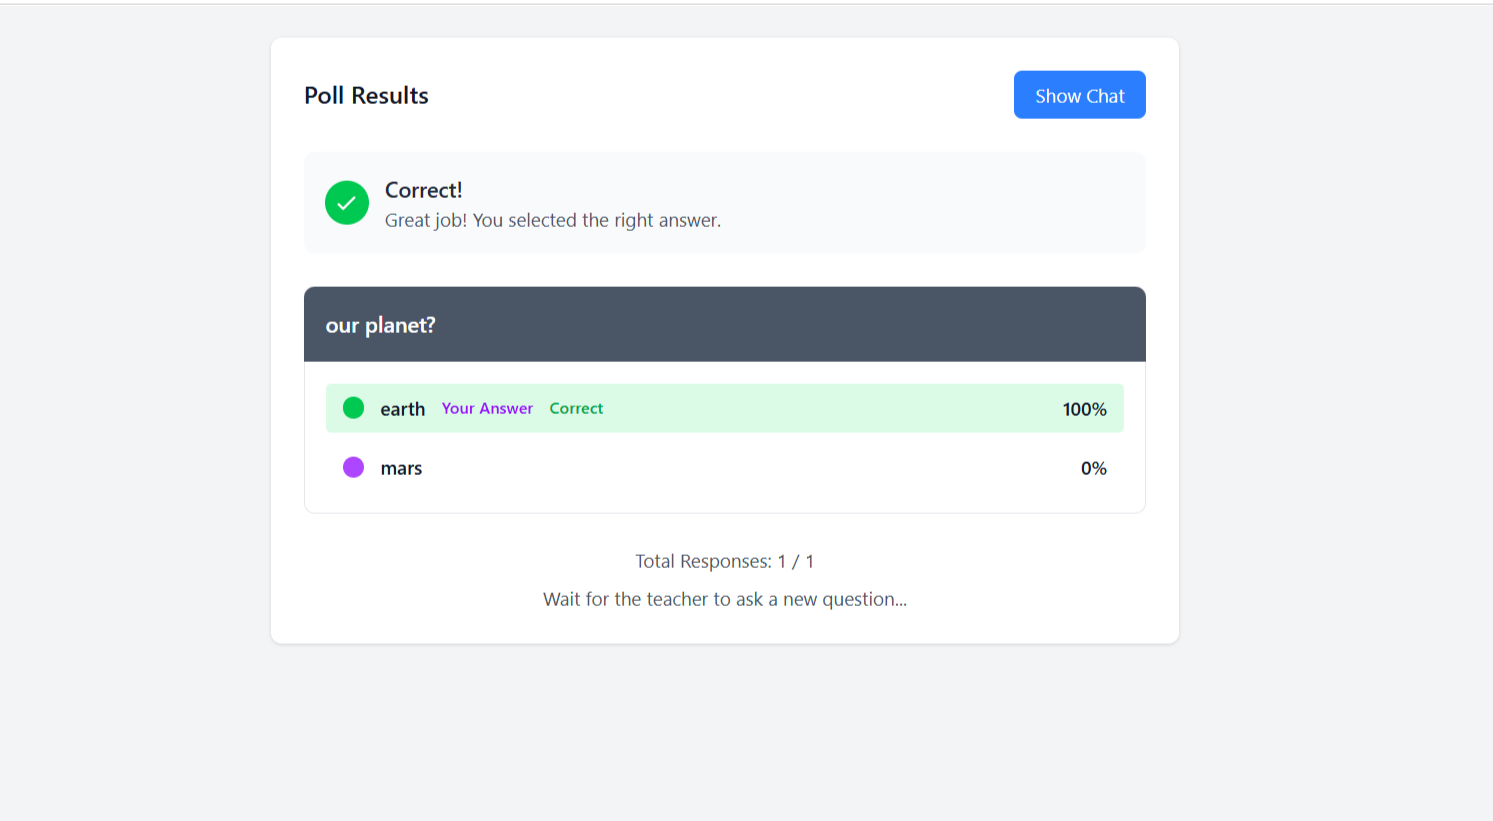 Poll Results
Show Chat
Correct!
Great job! You selected the right answer.
our planet?
earth Your Answer Correct 100%
mars 0%
Total Responses: 1 / 1
Wait for the teacher to ask a new question...